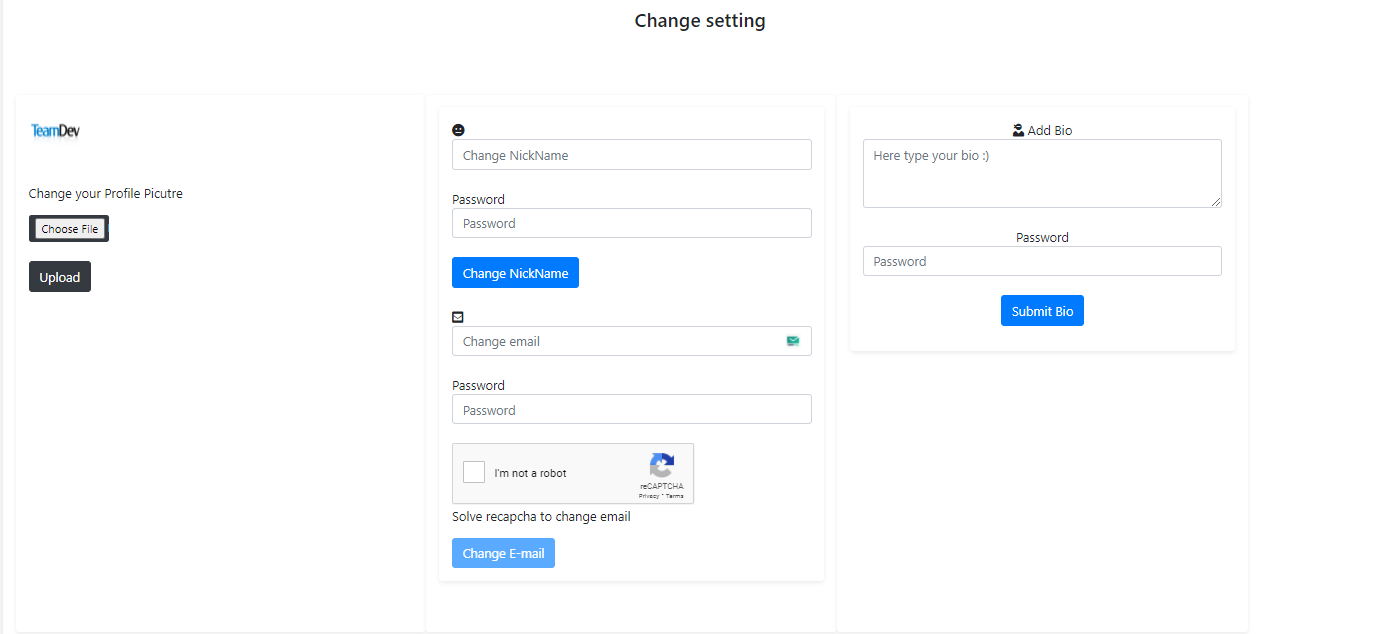 Change setting
TeamDev
Change your Profile Picutre
Choose File
Upload
Change NickName
Password
Password
Change NickName
Change email
Password
Password
I'm not a robot
reCAPTCHA
Privacy - Terms
Solve recapcha to change email
Change E-mail
Add Bio
Here type your bio :)
Password
Password
Submit Bio